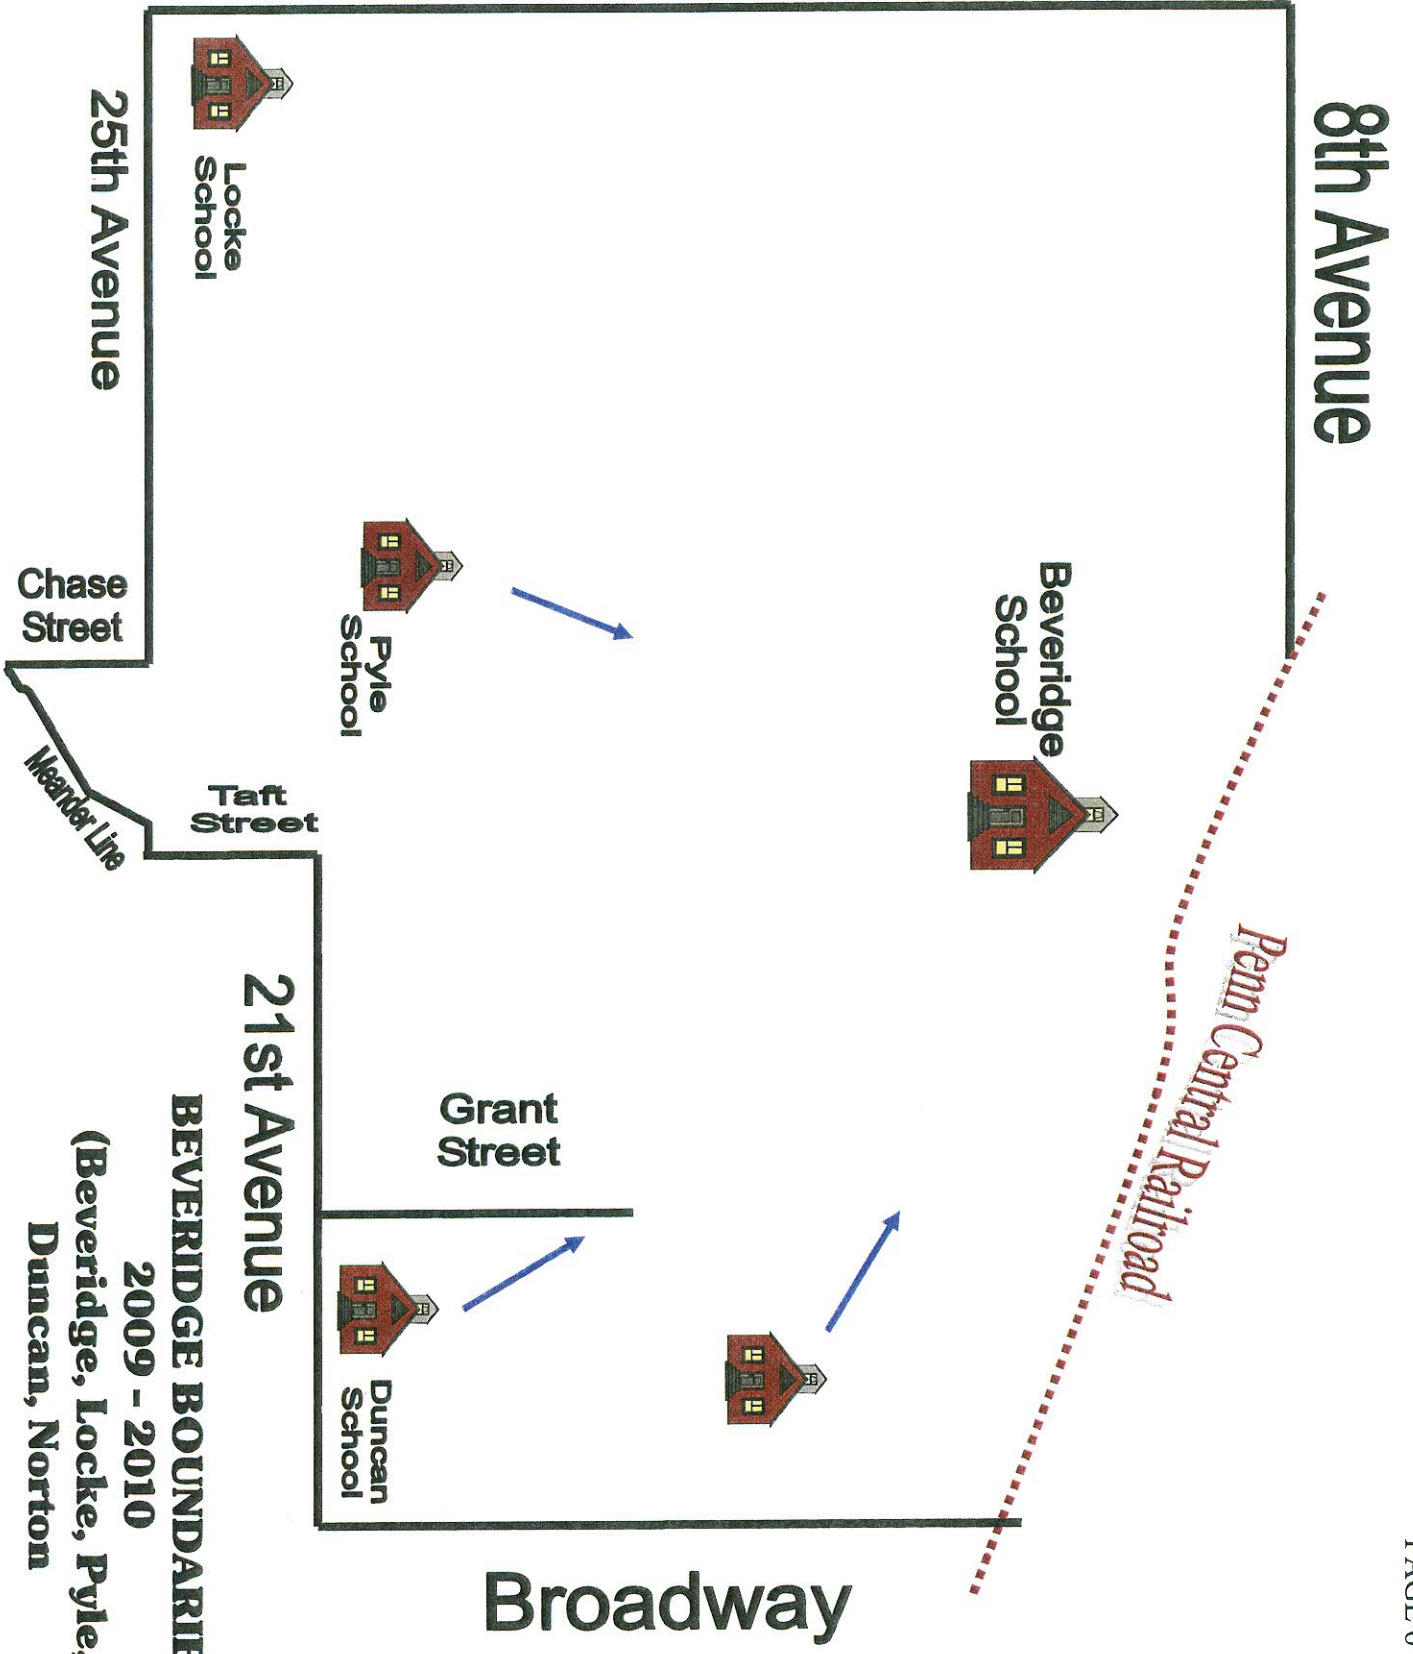 8th Avenue
Penn Central Railroad
Beveridge
School
Locke
School
Pyle
School
Duncan
School
Grant
Street
Taft
Street
Chase
Street
25th Avenue
21st Avenue
Meander Line
Broadway
BEVERIDGE BOUNDARIE
2009 - 2010
(Beveridge, Locke, Pyle,
Duncan, Norton